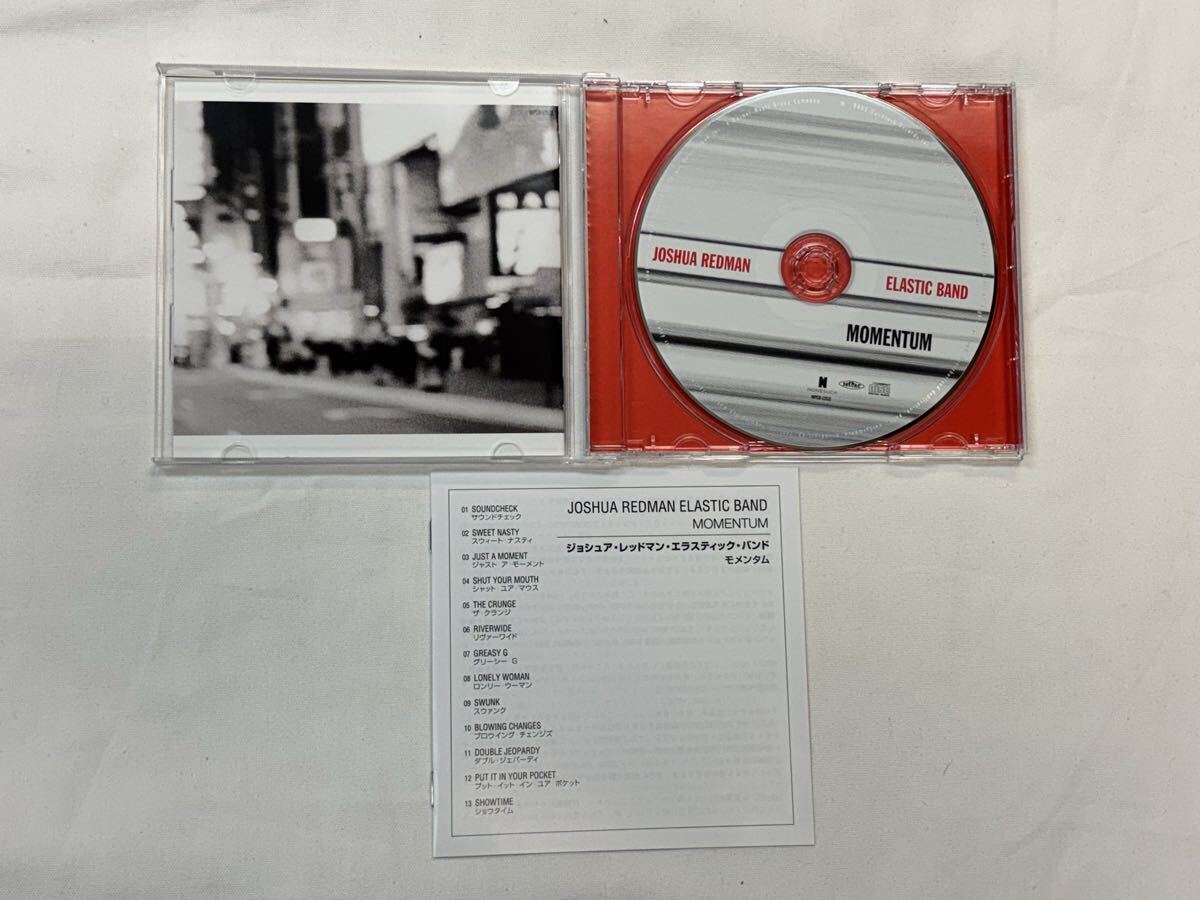 JOSHUA REDMAN
ELASTIC BAND
MOMENTUM
N
NONESUCH
DISC
01 SOUNDCHECK
サウンドチェック
02 SWEET NASTY
スウィート・ナスティ
03 JUST A MOMENT
ジャスト ア モーメント
04 SHUT YOUR MOUTH
シャット・ユア・マウス
05 THE CRUNGE
ザ クランジ
06 RIVERWIDE
リヴァーワイド
07 GREASY G
グリーシー G
08 LONELY WOMAN
ロンリー・ウーマン
09 SWUNK
スウァング
10 BLOWING CHANGES
ブロウイング チェンジズ
11 DOUBLE JEOPARDY
ダブル・ジェパーディ
12 PUT IT IN YOUR POCKET
プット・イット イン ユア ポケット
13 SHOWTIME
ショウタイム
JOSHUA REDMAN ELASTIC BAND
MOMENTUM
ジョシュア・レッドマン・エラスティック・バンド
モメンタム